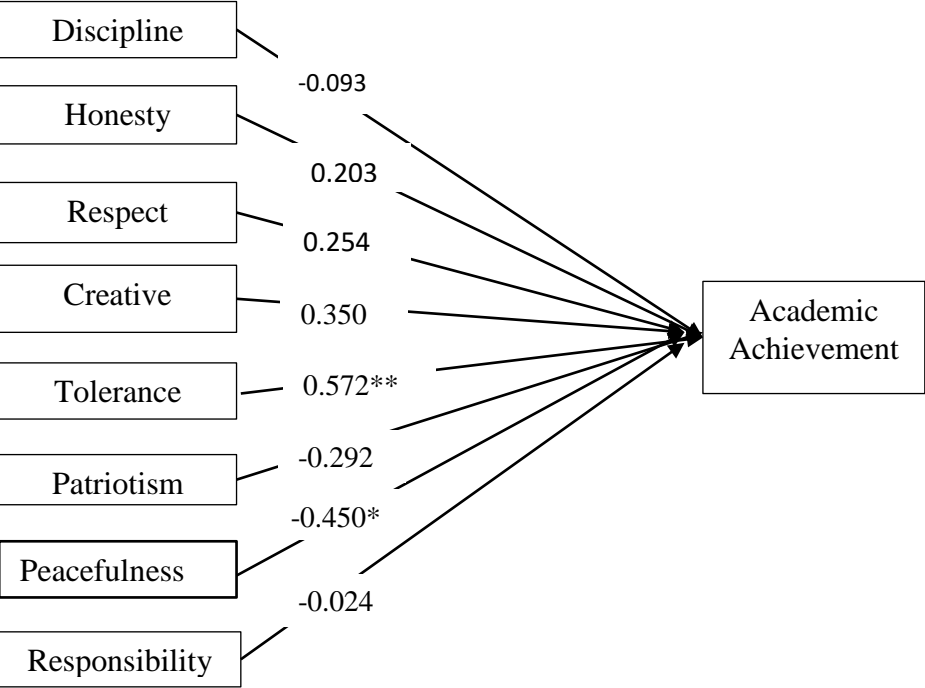 Discipline
-0.093
Honesty
0.203
Respect
0.254
Creative
0.350
Academic
Achievement
Tolerance
0.572**
Patriotism
-0.292
-0.450*
Peacefulness
-0.024
Responsibility